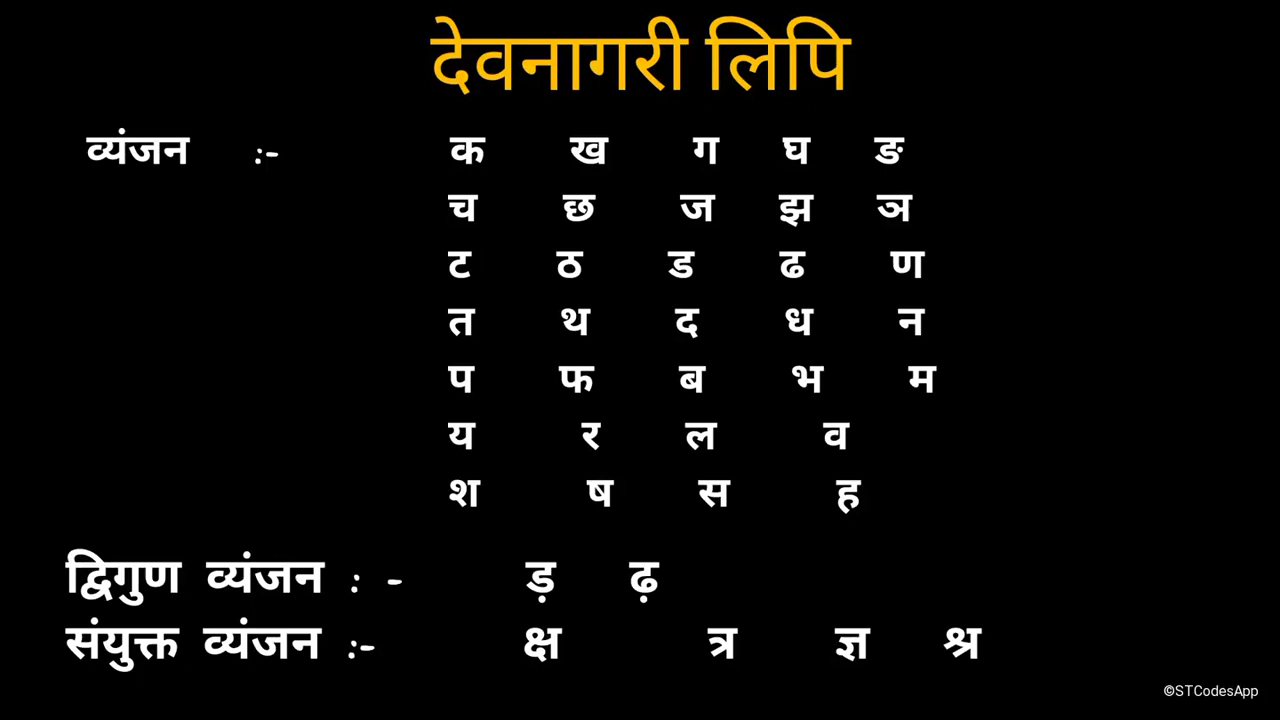 देवनागरी लिपि
व्यंजन :- क ख ग घ ङ
च छ ज झ ञ
ट ठ ड ढ ण
त थ द ध न
प फ ब भ म
य र ल व
श ष स ह
द्विगुण व्यंजन : - ड़ ढ़
संयुक्त व्यंजन :- क्ष त्र ज्ञ श्र
©STCodesApp